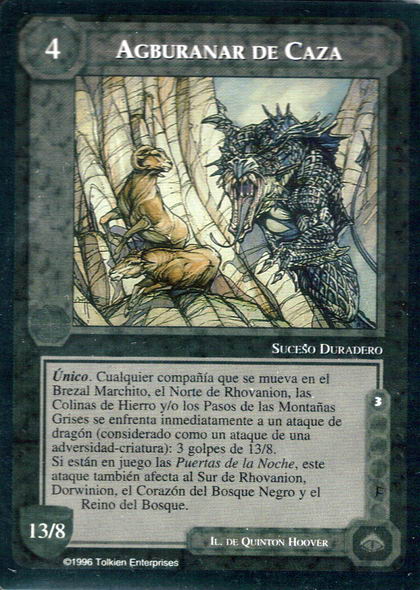 4
AGBURANAR DE CAZA
SUCESO DURADERO
Único. Cualquier compañía que se mueva en el
Brezal Marchito, el Norte de Rhovanion, las
Colinas de Hierro y/o los Pasos de las Montañas
Grises se enfrenta inmediatamente a un ataque de
dragón (considerado como un ataque de una
adversidad-criatura): 3 golpes de 13/8.
Si están en juego las Puertas de la Noche, este
ataque también afecta al Sur de Rhovanion,
Dorwinion, el Corazón del Bosque Negro y el
Reino del Bosque.
3
F
13/8
IL. DE QUINTON HOOVER
©1996 Tolkien Enterprises